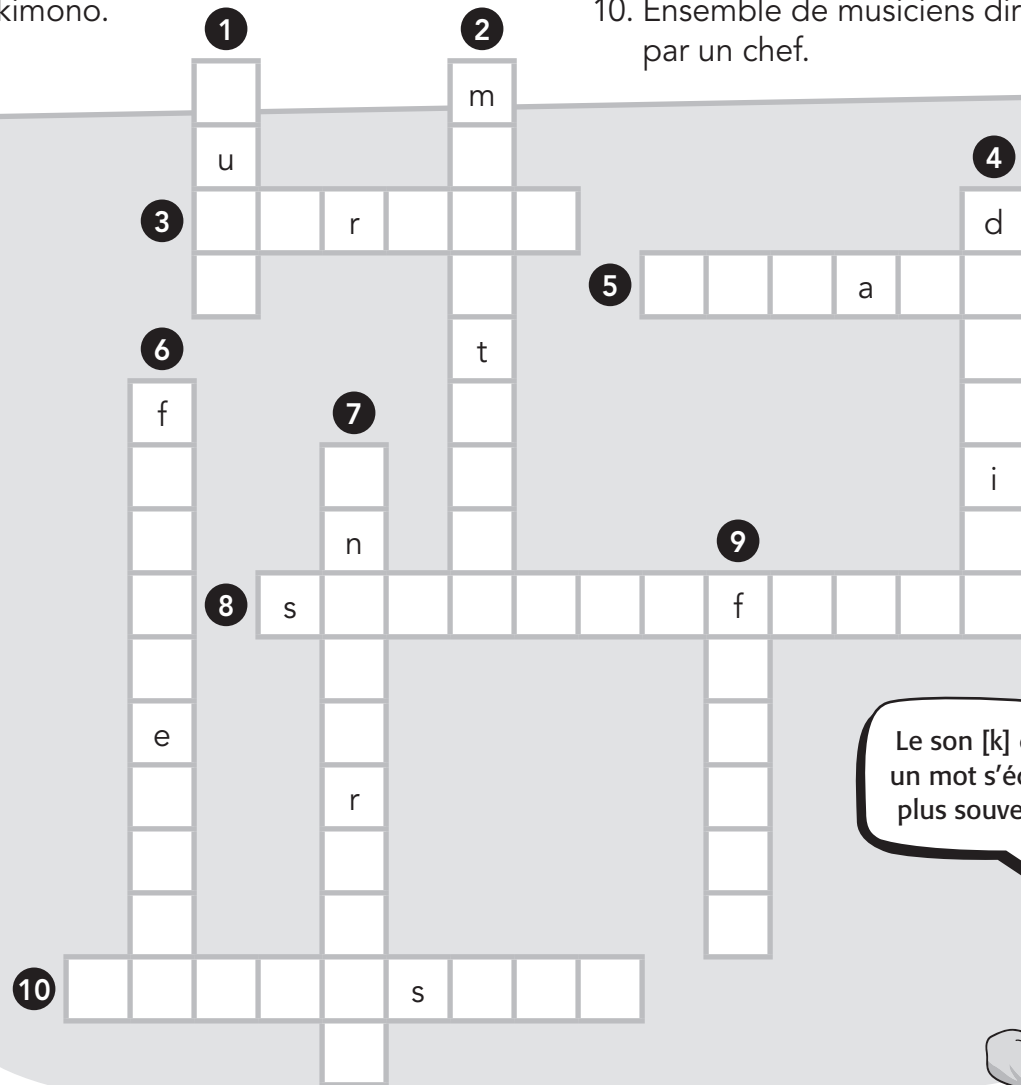 kimono.
10. Ensemble de musiciens dir
par un chef.
1
2
m
u
4
3
r
d
5
a
6
t
f
7
i
n
9
8
s
f
e
Le son [k]
un mot s'éc
plus souve
r
10
s